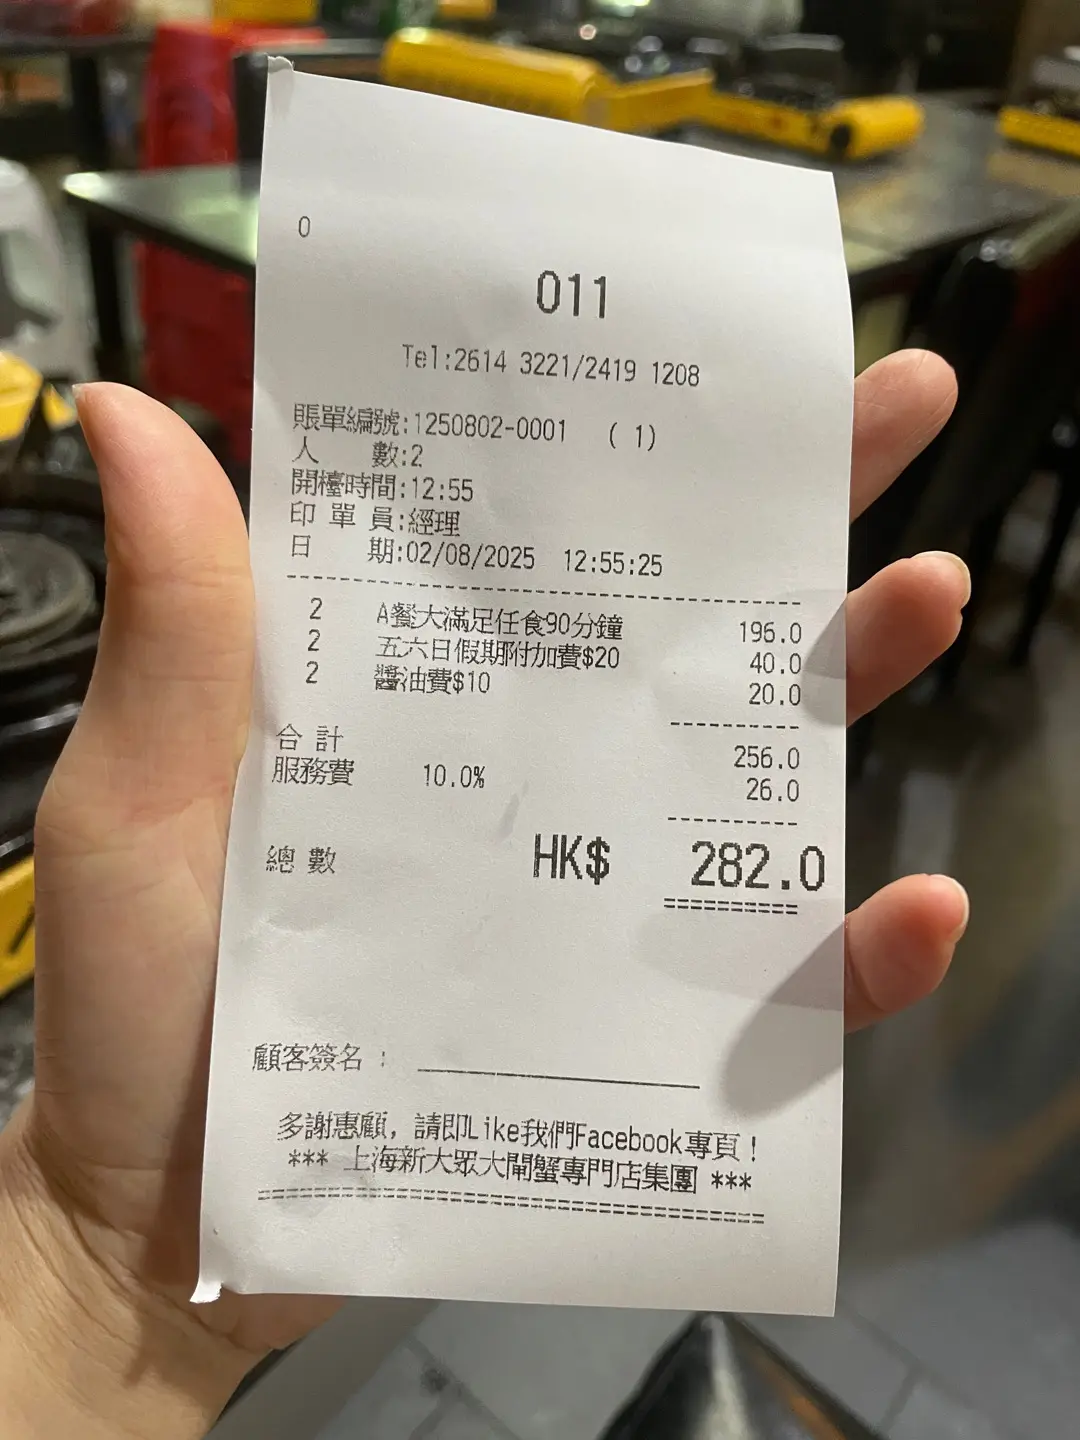 0
011
Tel:2614 3221/2419 1208
賬單編號:1250802-0001 ( 1)
人 數:2
開檯時間:12:55
印 單 員:經理
日 期:02/08/2025 12:55:25
2 A餐大滿足任食90分鐘 196.0
2 五六日假期附加費$20 40.0
2 醬油費$10 20.0
合 計 256.0
服務費 10.0% 26.0
總 數 HK$ 282.0
顧客簽名 :
多謝惠顧, 請即Like我們Facebook專頁!
*** 上海新大眾大閘蟹專門店集團 ***